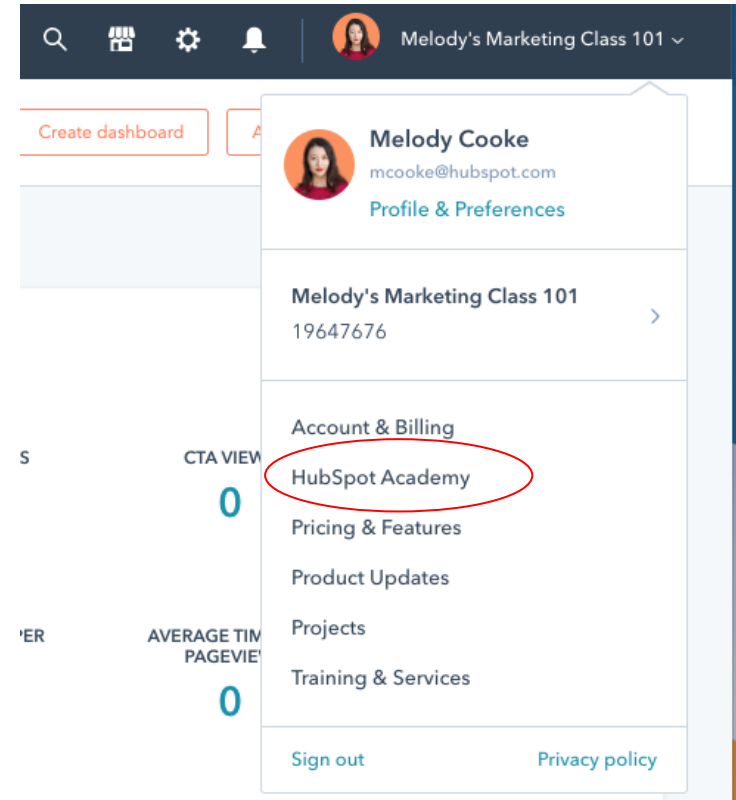 Melody's Marketing Class 101
Create dashboard
Melody Cooke
mcooke@hubspot.com
Profile & Preferences
Melody's Marketing Class 101
19647676
Account & Billing
HubSpot Academy
Pricing & Features
Product Updates
Projects
Training & Services
Sign out
Privacy policy
CTA VIEW
0
AVERAGE TIM
PAGEVIE
0